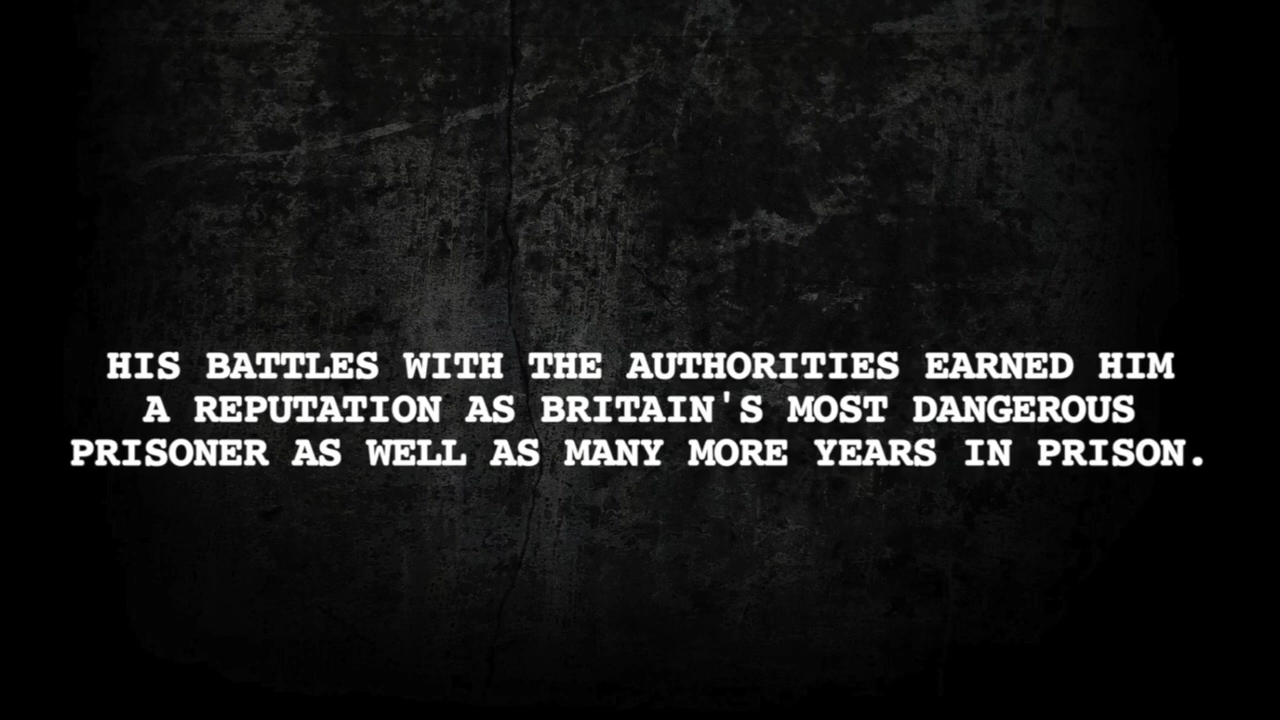 HIS BATTLES WITH THE AUTHORITIES EARNED HIM
A REPUTATION AS BRITAIN'S MOST DANGEROUS
PRISONER AS WELL AS MANY MORE YEARS IN PRISON.